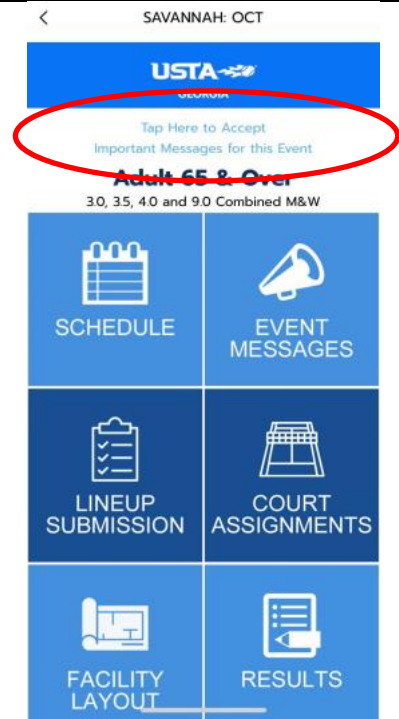 SAVANNAH: OCT
USTA
GEORGIA
Tap Here to Accept
Important Messages for this Event
Adult 65 & Over
3.0, 3.5, 4.0 and 9.0 Combined M&W
SCHEDULE
EVENT
MESSAGES
LINEUP
SUBMISSION
COURT
ASSIGNMENTS
FACILITY
LAYOUT
RESULTS